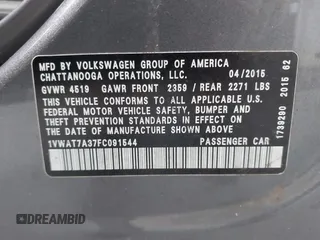 MFD BY VOLKSWAGEN GROUP OF AMERICA
CHATTANOOGA OPERATIONS, LLC. 04/2015
GVWR 4519 GAWR FRONT 2359 / REAR 2271 LBS
THIS VEHICLE CONFORMS TO ALL APPLICABLE U.S.
FEDERAL MOTOR VEHICLE SAFETY, BUMPER AND
THEFT PREVENTION STANDARDS IN EFFECT ON THE
DATE OF MANUFACTURE SHOWN ABOVE.
1VWAT7A37FC091544 PASSENGER CAR
1739290 2015 62
DREAMBID